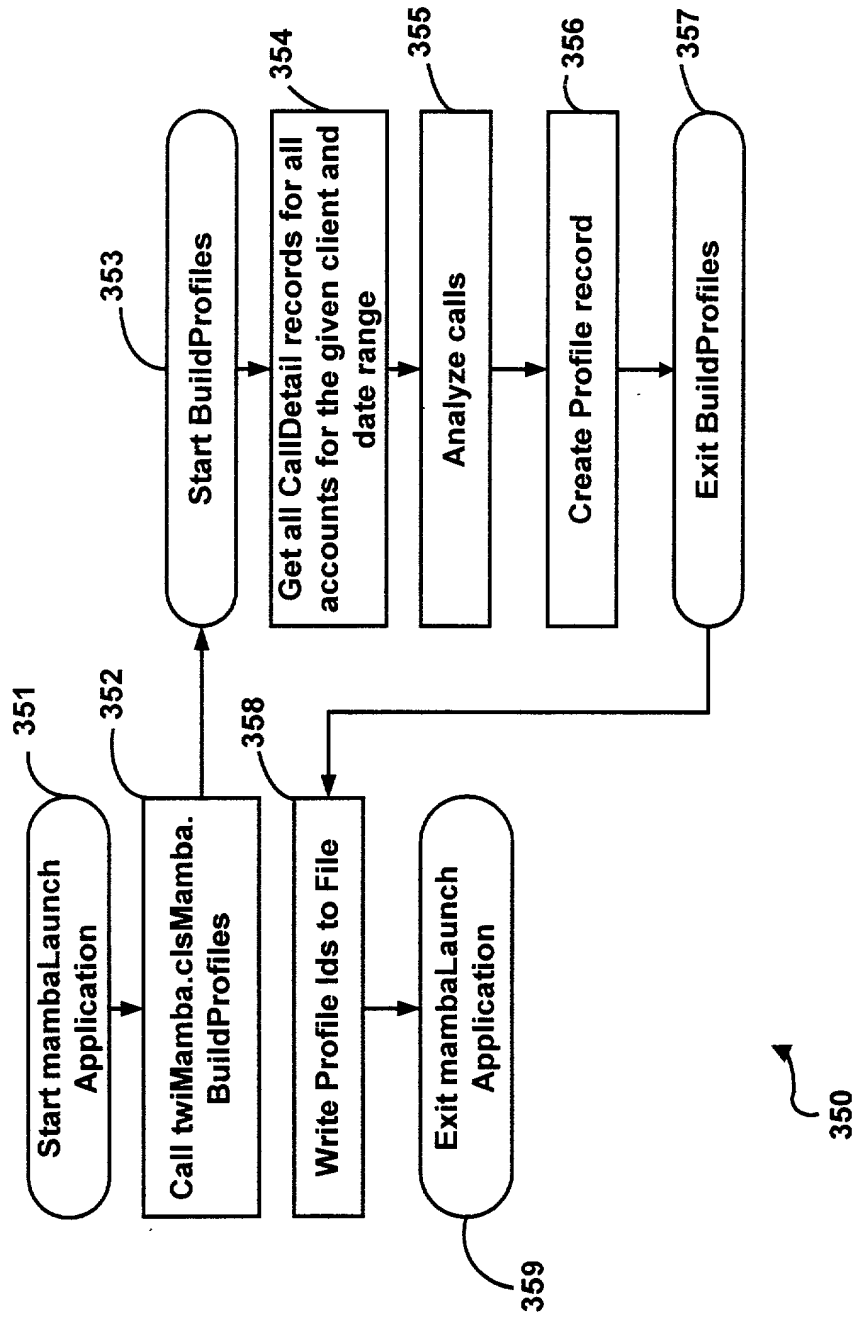 351
Start mambaLaunch
Application
352
Call twiMamba.clsMamba.
BuildProfiles
353
Start BuildProfiles
354
Get all CallDetail records for all
accounts for the given client and
date range
355
Analyze calls
356
Create Profile record
357
Exit BuildProfiles
358
Write Profile Ids to File
Exit mambaLaunch
Application
359
350